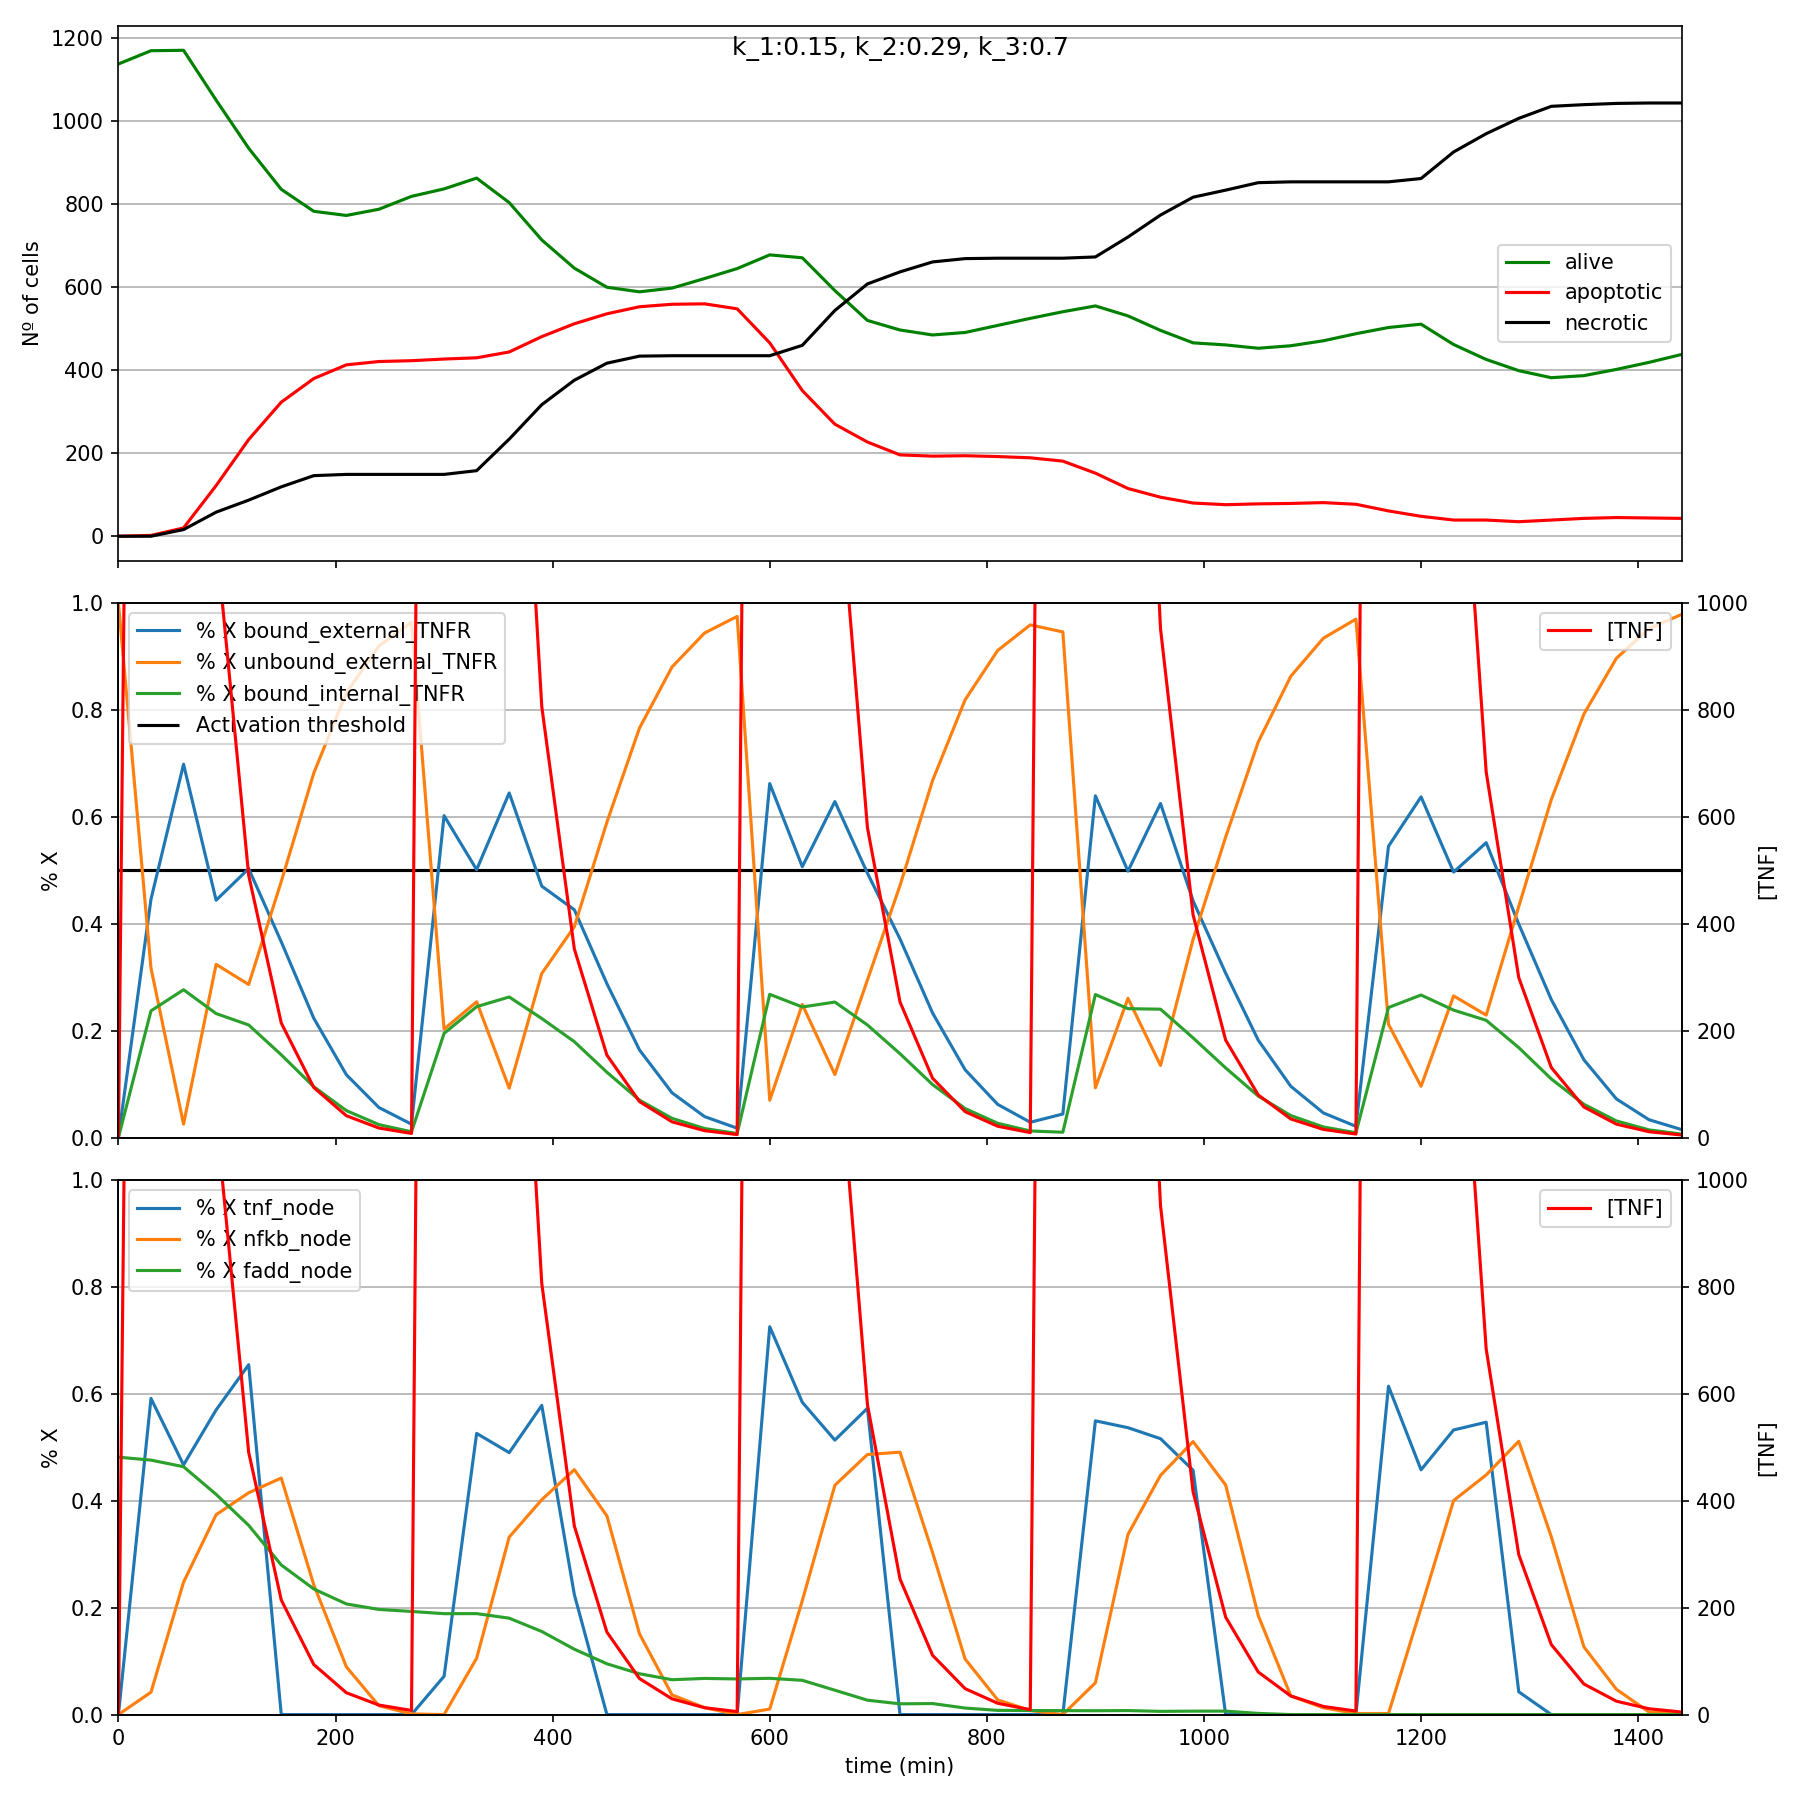 k_1:0.15, k_2:0.29, k_3:0.7
1200
1000
800
600
400
200
0
Nº of cells
alive
apoptotic
necrotic
1.0
0.8
0.6
0.4
0.2
0.0
% X
% X bound_external_TNFR
% X unbound_external_TNFR
% X bound_internal_TNFR
Activation threshold
[TNF]
1000
800
600
400
200
0
[TNF]
1.0
0.8
0.6
0.4
0.2
0.0
% X
% X tnf_node
% X nfkb_node
% X fadd_node
[TNF]
1000
800
600
400
200
0
[TNF]
0 200 400 600 800 1000 1200 1400
time (min)